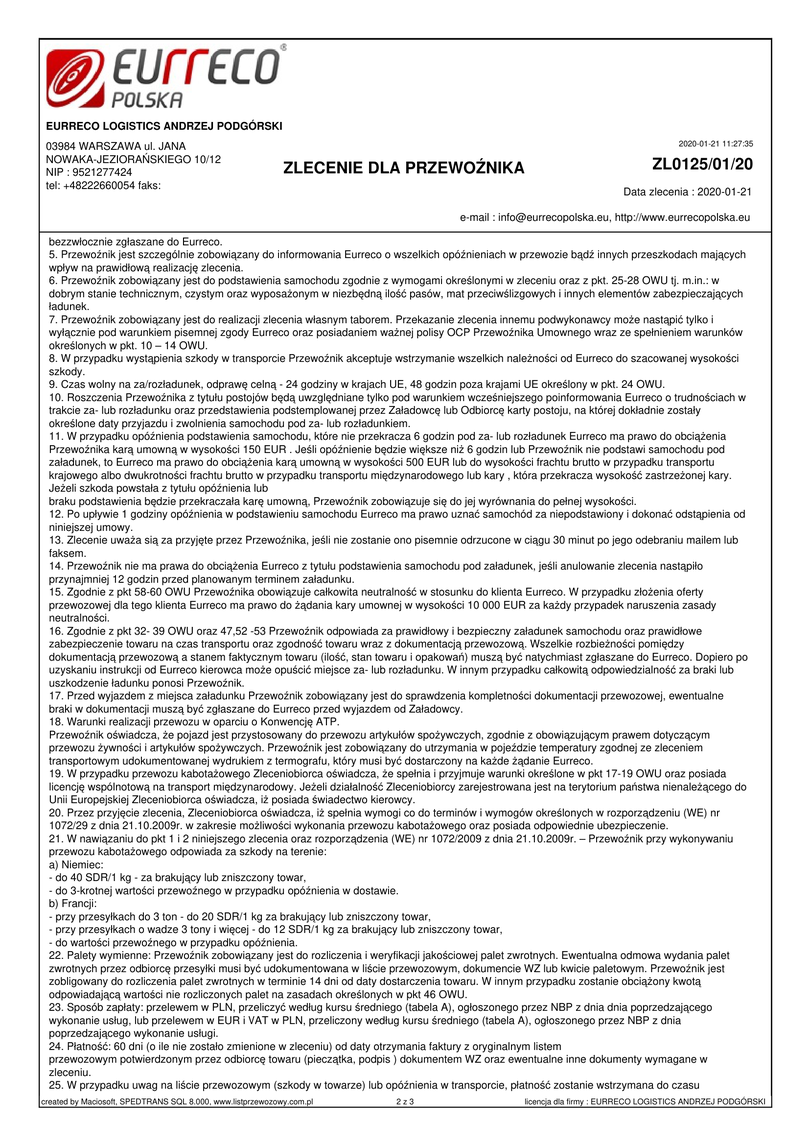 EURRECO
®
POLSKA
EURRECO LOGISTICS ANDRZEJ PODGÓRSKI
03984 WARSZAWA ul. JANA
NOWAKA-JEZIORAŃSKIEGO 10/12
NIP : 9521277424
tel: +48222660054 faks:
ZLECENIE DLA PRZEWOŹNIKA
2020-01-21 11:27:35
ZL0125/01/20
Data zlecenia : 2020-01-21
e-mail : info@eurrecopolska.eu, http://www.eurrecopolska.eu
bezzwłocznie zgłaszane do Eurreco.
5. Przewoźnik jest szczególnie zobowiązany do informowania Eurreco o wszelkich opóźnieniach w przewozie bądź innych przeszkodach mających
wpływ na prawidłową realizację zlecenia.
6. Przewoźnik zobowiązany jest do podstawienia samochodu zgodnie z wymogami określonymi w zleceniu oraz z pkt. 25-28 OWU tj. m.in.: w
dobrym stanie technicznym, czystym oraz wyposażonym w niezbędną ilość pasów, mat przeciwślizgowych i innych elementów zabezpieczających
ładunek.
7. Przewoźnik zobowiązany jest do realizacji zlecenia własnym taborem. Przekazanie zlecenia innemu podwykonawcy może nastąpić tylko i
wyłącznie pod warunkiem pisemnej zgody Eurreco oraz posiadaniem ważnej polisy OCP Przewoźnika Umownego wraz ze spełnieniem warunków
określonych w pkt. 10 – 14 OWU.
8. W przypadku wystąpienia szkody w transporcie Przewoźnik akceptuje wstrzymanie wszelkich należności od Eurreco do szacowanej wysokości
szkody.
9. Czas wolny na za/rozładunek, odprawę celną - 24 godziny w krajach UE, 48 godzin poza krajami UE określony w pkt. 24 OWU.
10. Roszczenia Przewoźnika z tytułu postojów będą uwzględniane tylko pod warunkiem wcześniejszego poinformowania Eurreco o trudnościach w
trakcie za- lub rozładunku oraz przedstawienia podstemplowanej przez Załadowcę lub Odbiorcę karty postoju, na której dokładnie zostały
określone daty przyjazdu i zwolnienia samochodu pod za- lub rozładunkiem.
11. W przypadku opóźnienia podstawienia samochodu, które nie przekracza 6 godzin pod za- lub rozładunek Eurreco ma prawo do obciążenia
Przewoźnika karą umowną w wysokości 150 EUR . Jeśli opóźnienie będzie większe niż 6 godzin lub Przewoźnik nie podstawi samochodu pod
załadunek, to Eurreco ma prawo do obciążenia karą umowną w wysokości 500 EUR lub do wysokości frachtu brutto w przypadku transportu
krajowego albo dwukrotności frachtu brutto w przypadku transportu międzynarodowego lub kary , która przekracza wysokość zastrzeżonej kary.
Jeżeli szkoda powstała z tytułu opóźnienia lub
braku podstawienia będzie przekraczała karę umowną, Przewoźnik zobowiązuje się do jej wyrównania do pełnej wysokości.
12. Po upływie 1 godziny opóźnienia w podstawieniu samochodu Eurreco ma prawo uznać samochód za niepodstawiony i dokonać odstąpienia od
niniejszej umowy.
13. Zlecenie uważa sią za przyjęte przez Przewoźnika, jeśli nie zostanie ono pisemnie odrzucone w ciągu 30 minut po jego odebraniu mailem lub
faksem.
14. Przewoźnik nie ma prawa do obciążenia Eurreco z tytułu podstawienia samochodu pod załadunek, jeśli anulowanie zlecenia nastąpiło
przynajmniej 12 godzin przed planowanym terminem załadunku.
15. Zgodnie z pkt 58-60 OWU Przewoźnika obowiązuje całkowita neutralność w stosunku do klienta Eurreco. W przypadku złożenia oferty
przewozowej dla tego klienta Eurreco ma prawo do żądania kary umownej w wysokości 10 000 EUR za każdy przypadek naruszenia zasady
neutralności.
16. Zgodnie z pkt 32- 39 OWU oraz 47,52 -53 Przewoźnik odpowiada za prawidłowy i bezpieczny załadunek samochodu oraz prawidłowe
zabezpieczenie towaru na czas transportu oraz zgodność towaru wraz z dokumentacją przewozową. Wszelkie rozbieżności pomiędzy
dokumentacją przewozową a stanem faktycznym towaru (ilość, stan towaru i opakowań) muszą być natychmiast zgłaszane do Eurreco. Dopiero po
uzyskaniu instrukcji od Eurreco kierowca może opuścić miejsce za- lub rozładunku. W innym przypadku całkowitą odpowiedzialność za braki lub
uszkodzenie ładunku ponosi Przewoźnik.
17. Przed wyjazdem z miejsca załadunku Przewoźnik zobowiązany jest do sprawdzenia kompletności dokumentacji przewozowej, ewentualne
braki w dokumentacji muszą być zgłaszane do Eurreco przed wyjazdem od Załadowcy.
18. Warunki realizacji przewozu w oparciu o Konwencję ATP.
Przewoźnik oświadcza, że pojazd jest przystosowany do przewozu artykułów spożywczych, zgodnie z obowiązującym prawem dotyczącym
przewozu żywności i artykułów spożywczych. Przewoźnik jest zobowiązany do utrzymania w pojeździe temperatury zgodnej ze zleceniem
transportowym udokumentowanej wydrukiem z termografu, który musi być dostarczony na każde żądanie Eurreco.
19. W przypadku przewozu kabotażowego Zleceniobiorca oświadcza, że spełnia i przyjmuje warunki określone w pkt 17-19 OWU oraz posiada
licencję wspólnotową na transport międzynarodowy. Jeżeli działalność Zleceniobiorcy zarejestrowana jest na terytorium państwa nienależącego do
Unii Europejskiej Zleceniobiorca oświadcza, iż posiada świadectwo kierowcy.
20. Przez przyjęcie zlecenia, Zleceniobiorca oświadcza, iż spełnia wymogi co do terminów i wymogów określonych w rozporządzeniu (WE) nr
1072/29 z dnia 21.10.2009r. w zakresie możliwości wykonania przewozu kabotażowego oraz posiada odpowiednie ubezpieczenie.
21. W nawiązaniu do pkt 1 i 2 niniejszego zlecenia oraz rozporządzenia (WE) nr 1072/2009 z dnia 21.10.2009r. – Przewoźnik przy wykonywaniu
przewozu kabotażowego odpowiada za szkody na terenie:
a) Niemiec:
- do 40 SDR/1 kg - za brakujący lub zniszczony towar,
- do 3-krotnej wartości przewoźnego w przypadku opóźnienia w dostawie.
b) Francji:
- przy przesyłkach do 3 ton - do 20 SDR/1 kg za brakujący lub zniszczony towar,
- przy przesyłkach o wadze 3 tony i więcej - do 12 SDR/1 kg za brakujący lub zniszczony towar,
- do wartości przewoźnego w przypadku opóźnienia.
22. Palety wymienne: Przewoźnik zobowiązany jest do rozliczenia i weryfikacji jakościowej palet zwrotnych. Ewentualna odmowa wydania palet
zwrotnych przez odbiorcę przesyłki musi być udokumentowana w liście przewozowym, dokumencie WZ lub kwicie paletowym. Przewoźnik jest
zobligowany do rozliczenia palet zwrotnych w terminie 14 dni od daty dostarczenia towaru. W innym przypadku zostanie obciążony kwotą
odpowiadającą wartości nie rozliczonych palet na zasadach określonych w pkt 46 OWU.
23. Sposób zapłaty: przelewem w PLN, przeliczyć według kursu średniego (tabela A), ogłoszonego przez NBP z dnia dnia poprzedzającego
wykonanie usług, lub przelewem w EUR i VAT w PLN, przeliczony według kursu średniego (tabela A), ogłoszonego przez NBP z dnia
poprzedzającego wykonanie usługi.
24. Płatność: 60 dni (o ile nie zostało zmienione w zleceniu) od daty otrzymania faktury z oryginalnym listem
przewozowym potwierdzonym przez odbiorcę towaru (pieczątka, podpis ) dokumentem WZ oraz ewentualne inne dokumenty wymagane w
zleceniu.
25. W przypadku uwag na liście przewozowym (szkody w towarze) lub opóźnienia w transporcie, płatność zostanie wstrzymana do czasu
created by Maciosoft, SPEDTRANS SQL 8.000, www.listprzewozowy.com.pl
2 z 3
licencja dla firmy : EURRECO LOGISTICS ANDRZEJ PODGÓRSKI